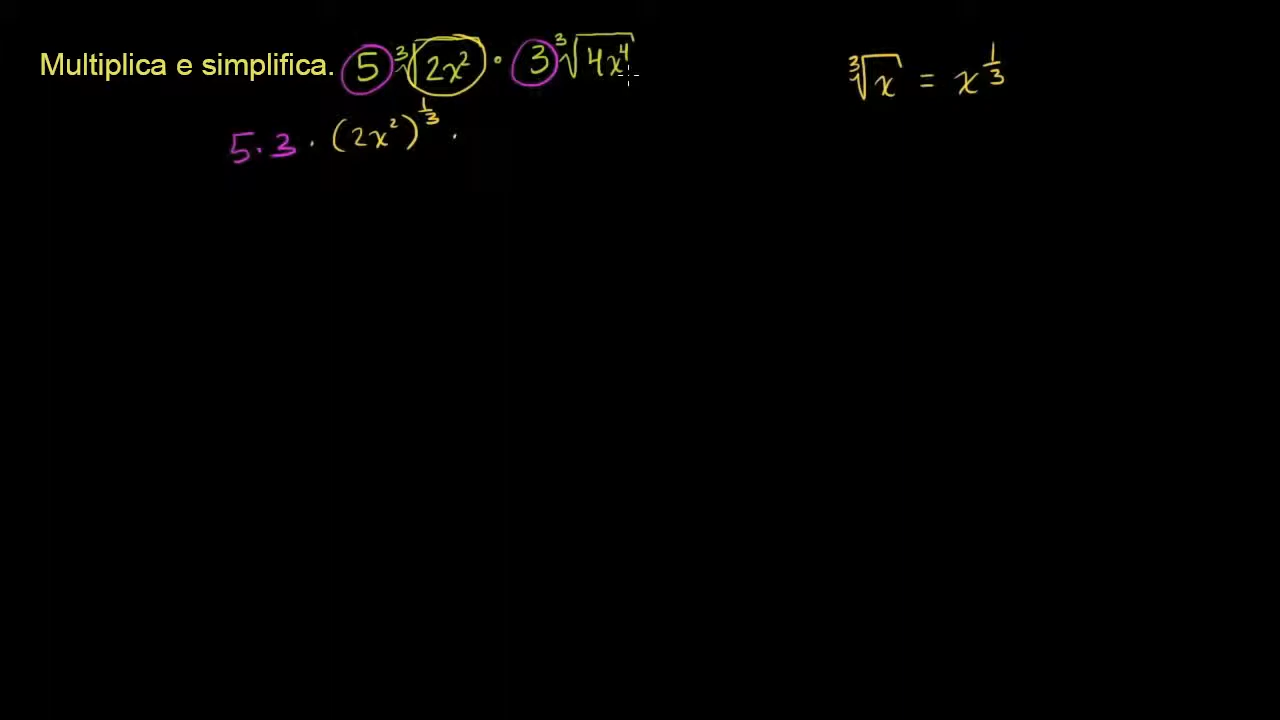 Multiplica e simplifica. 5 ∛(2x²) · 3 ∛(4x⁴)
∛x = x^(1/3)
5 · 3 · (2x²)^(1/3) ·